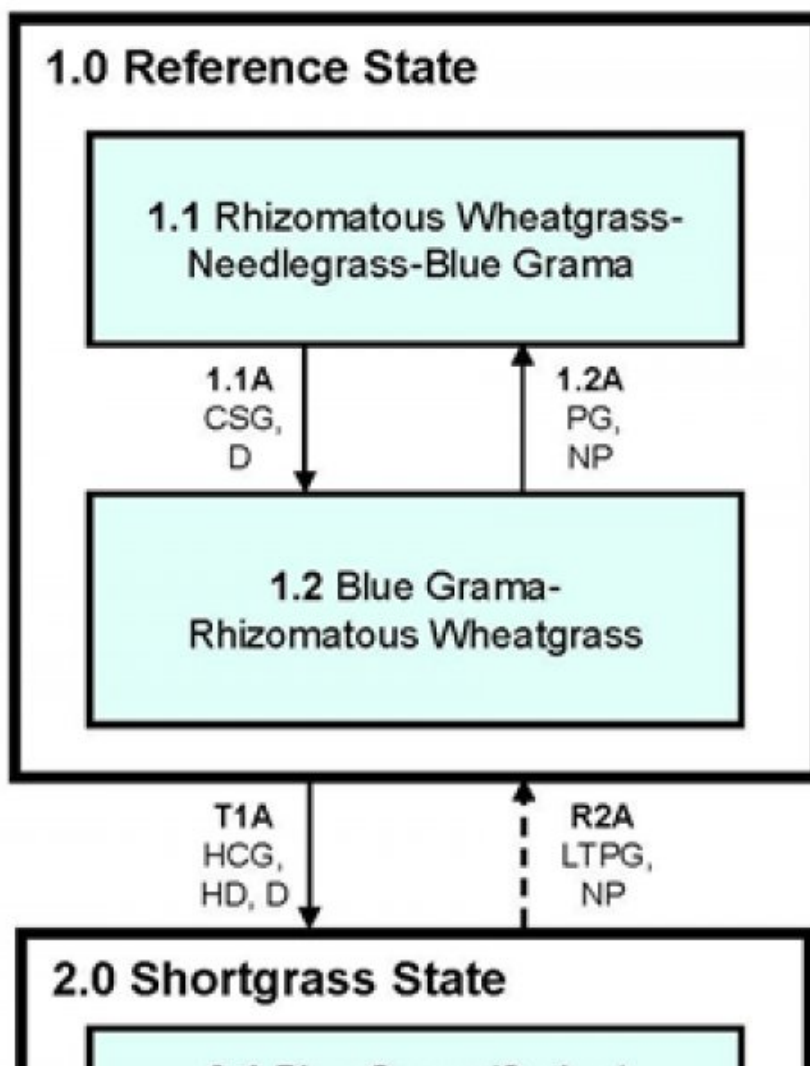 1.0 Reference State
1.1 Rhizomatous Wheatgrass-
Needlegrass-Blue Grama
1.1A
CSG,
D
1.2A
PG,
NP
1.2 Blue Grama-
Rhizomatous Wheatgrass
T1A
HCG,
HD, D
R2A
LTPG,
NP
2.0 Shortgrass State